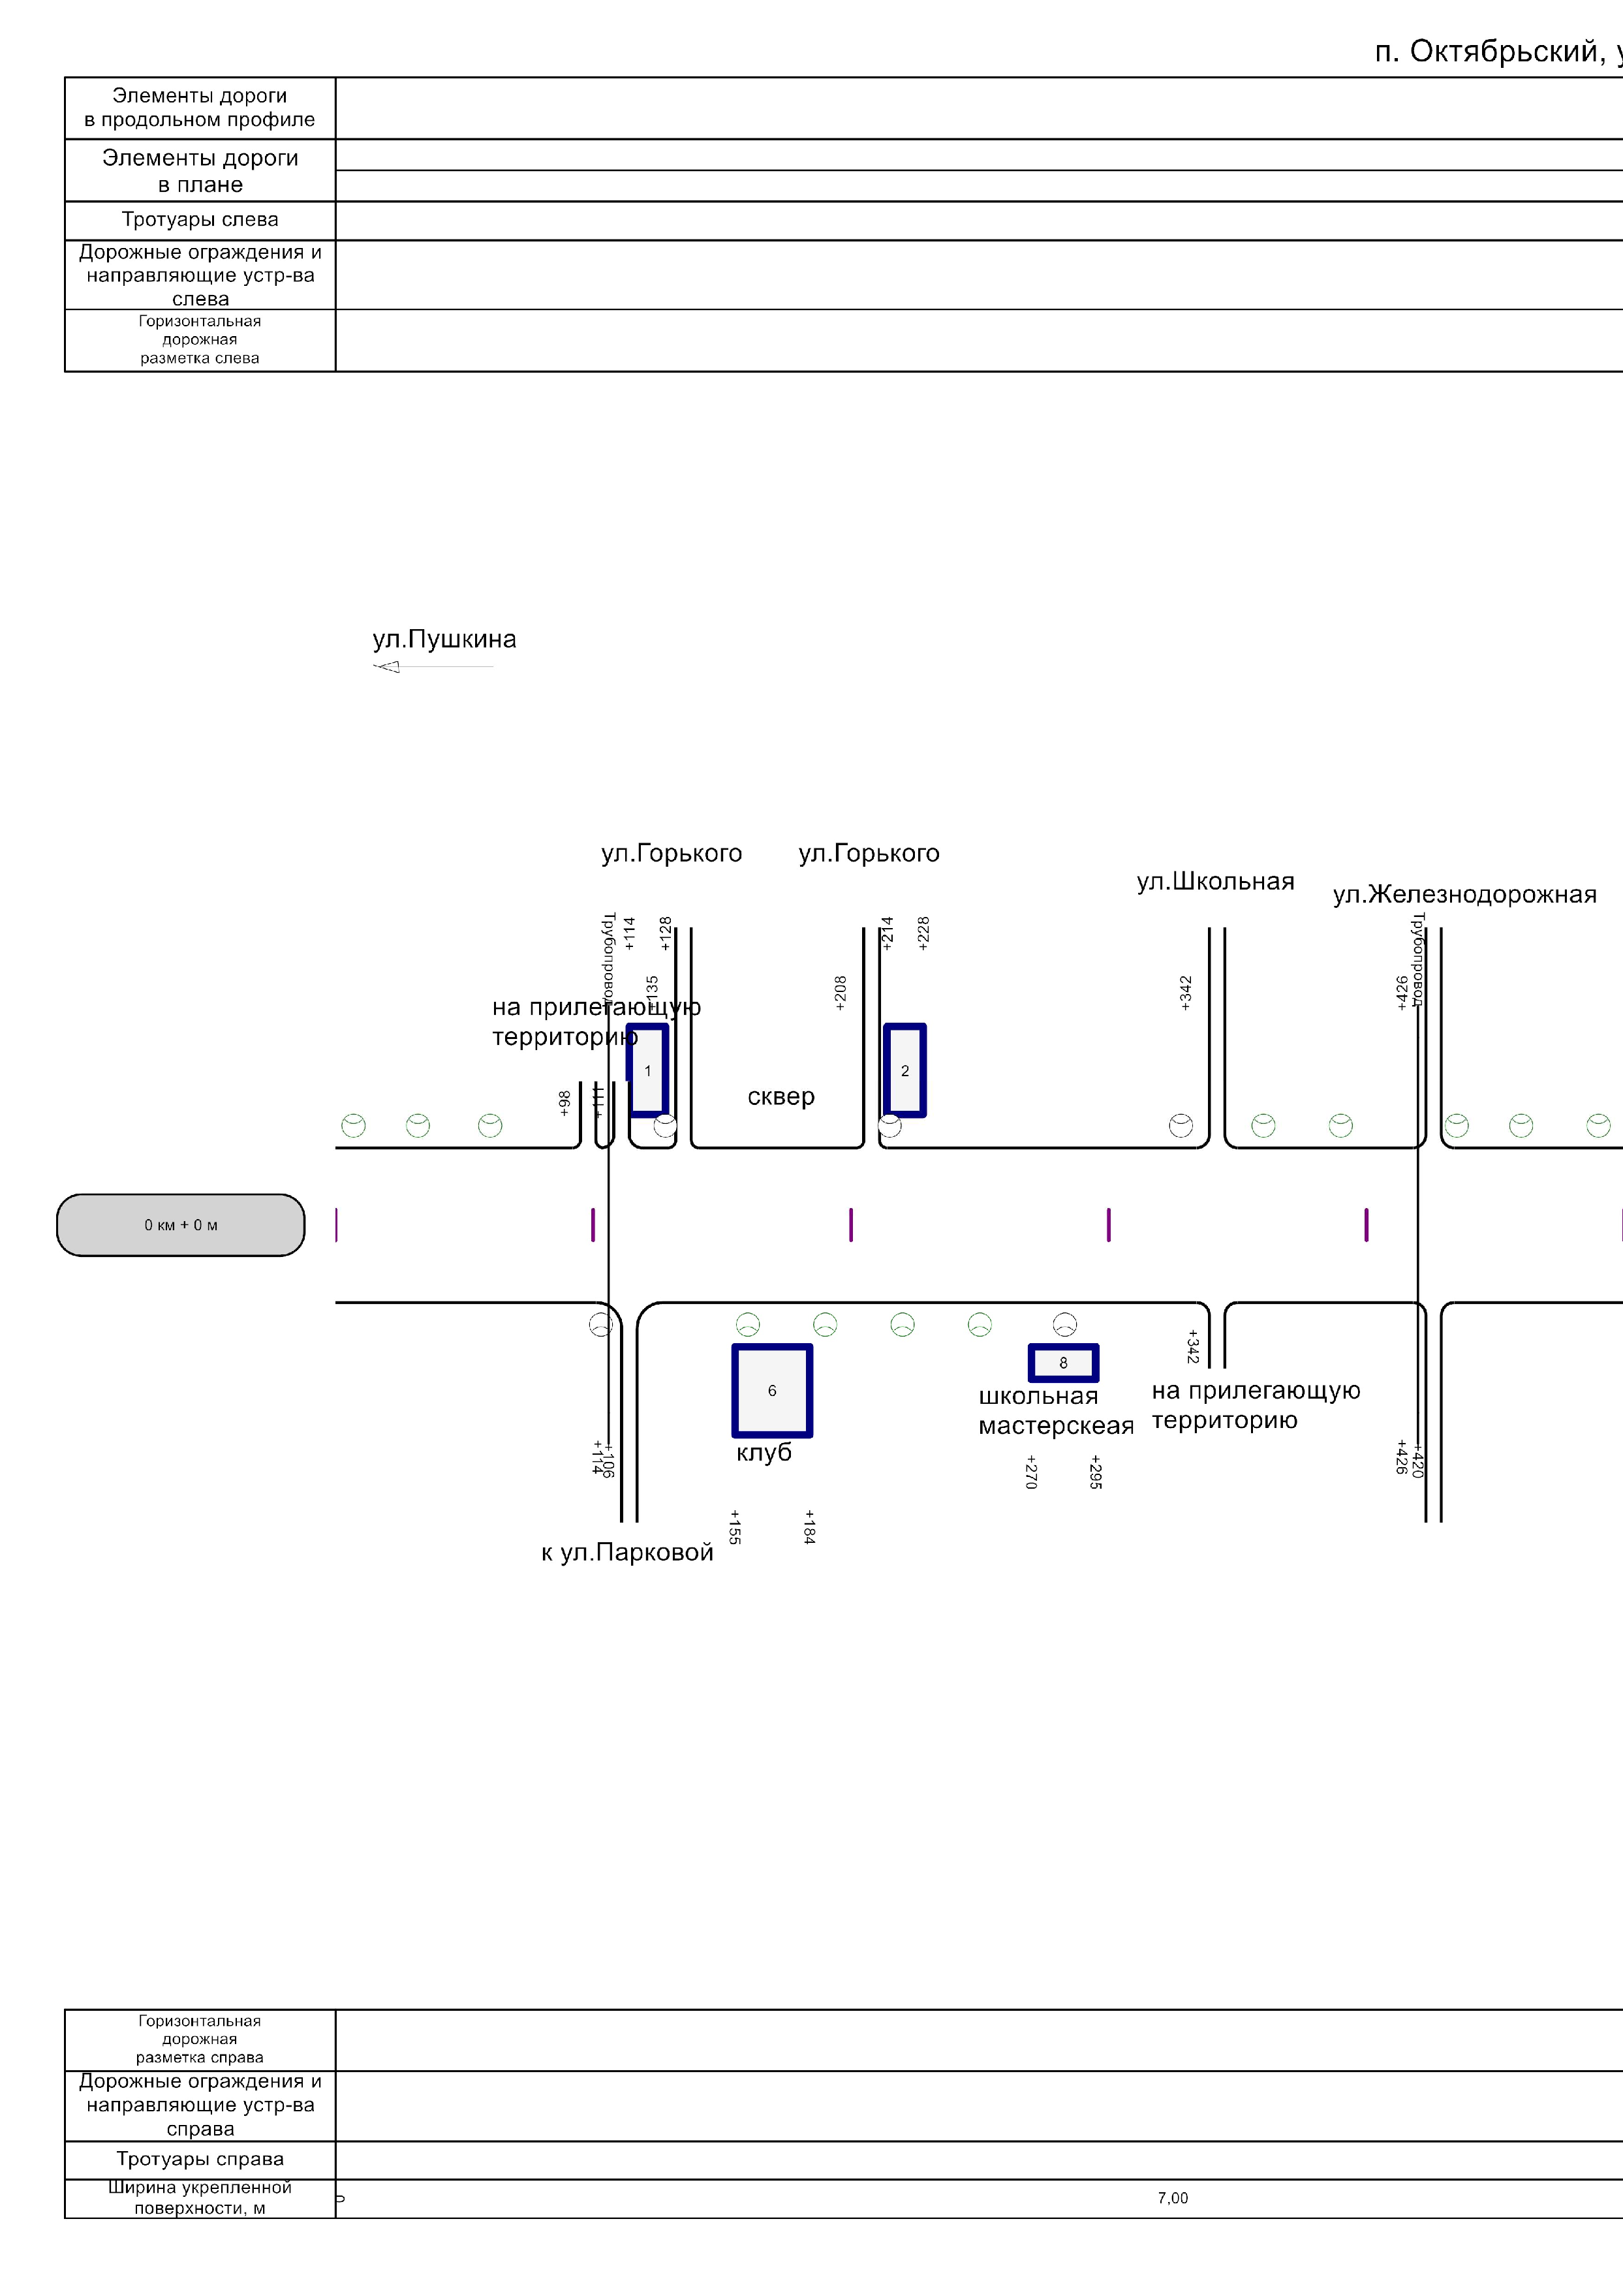 п. Октябрьский,
Элементы дороги
в продольном профиле
Элементы дороги
в плане
Тротуары слева
Дорожные ограждения и
направляющие устр-ва
слева
Горизонтальная
дорожная
разметка слева
ул.Пушкина
ул.Горького
ул.Горького
ул.Школьная
ул.Железнодорожная
Трубопровод
+114
+128
+214
+228
Трубопровод
+135
+208
+342
+426
на прилегающую
территорию
1
2
сквер
+98
+111
0 км + 0 м
+342
6
8
школьная
мастерскеая
на прилегающую
территорию
клуб
+114
+106
+270
+295
+426
+420
+155
+184
к ул.Парковой
Горизонтальная
дорожная
разметка справа
Дорожные ограждения и
направляющие устр-ва
справа
Тротуары справа
Ширина укрепленной
поверхности, м
7,00